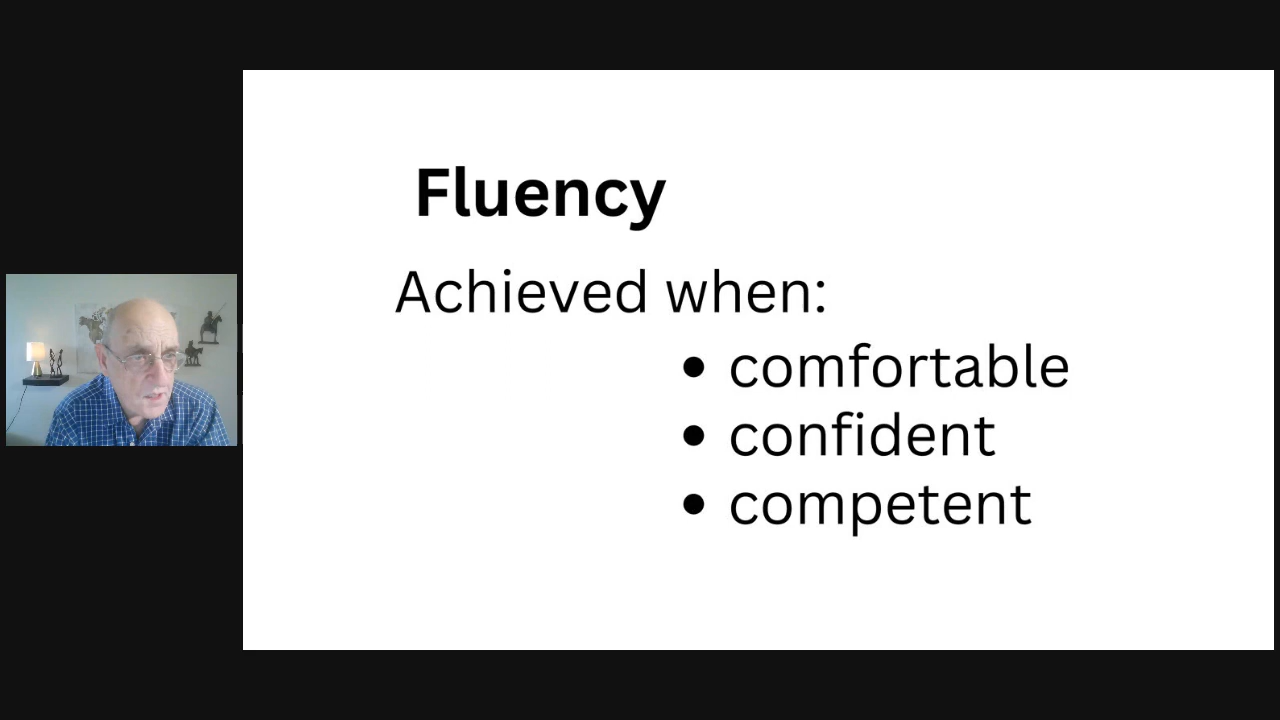 Fluency
Achieved when:
• comfortable
• confident
• competent